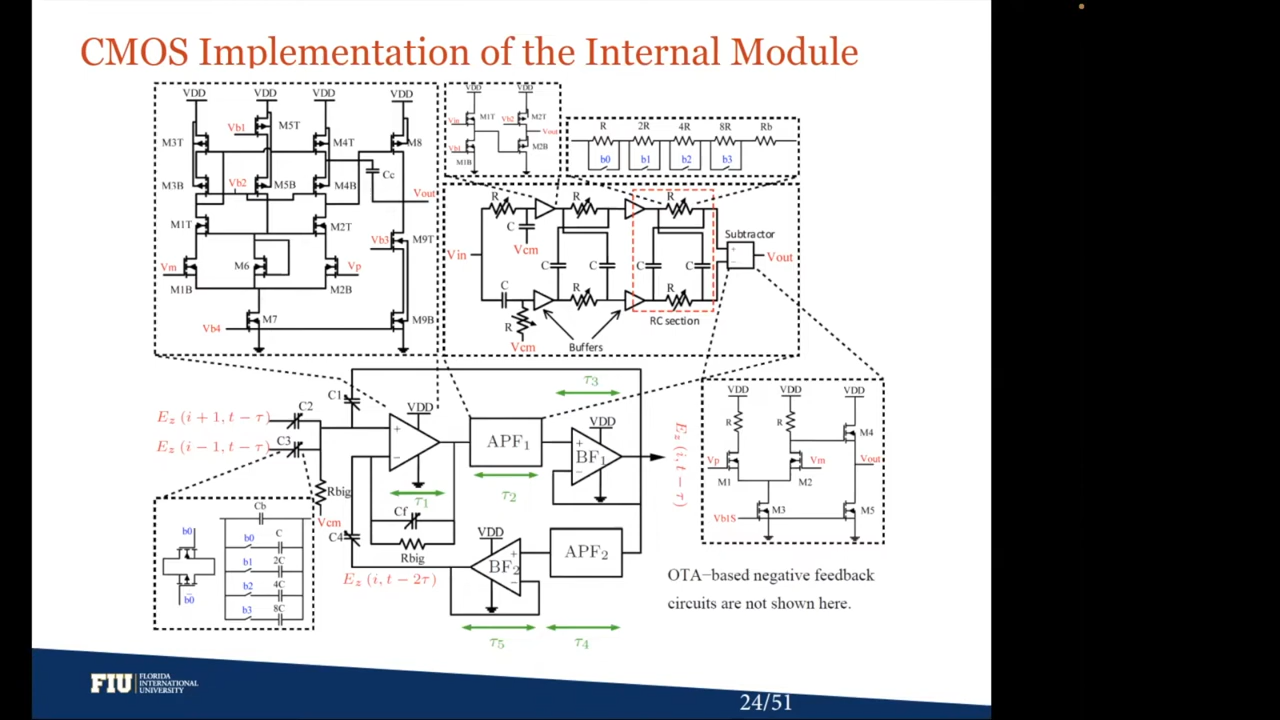 CMOS Implementation of the Internal Module
VDD VDD VDD VDD
M3T Vb1 M5T M4T M8
M3B Vb2 M5B M4B Cc
Vout
M1T M2T Vb3 M9T
Vm M6 Vp
M1B M2B
Vb4 M7 M9B
VDD VDD
Vin M1T Vb2 M2T
Vout
Vb1 M2B
M1B
R 2R 4R 8R Rb
b0 b1 b2 b3
R R R
C
Vcm
Vin C C C C
Subtractor
+
−
Vout
C R R
R RC section
Vcm Buffers
C1
τ3
C2 VDD VDD
E_z (i+1, t−τ)
E_z (i−1, t−τ)
C3
+
−
APF1
+
−
BF1
E_z (i, t−τ)
τ1 τ2
Rbig
Vcm
Cf
C4
Rbig
VDD
BF2
+
−
APF2
E_z (i, t−2τ)
τ5 τ4
Cb
b0 b0 C
b1 2C
b2 4C
b̄0 b3 8C
VDD VDD VDD
R R M4
Vp Vm Vout
M1 M2
Vb1S M3 M5
OTA−based negative feedback
circuits are not shown here.
FIU
FLORIDA
INTERNATIONAL
UNIVERSITY
24/51